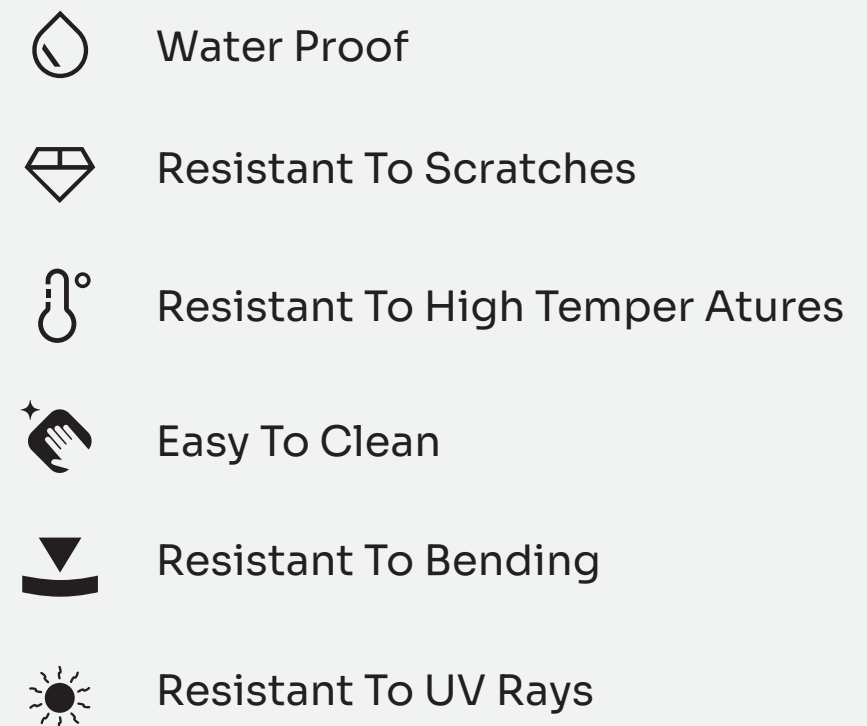 Water Proof
Resistant To Scratches
Resistant To High Temper Atures
Easy To Clean
Resistant To Bending
Resistant To UV Rays